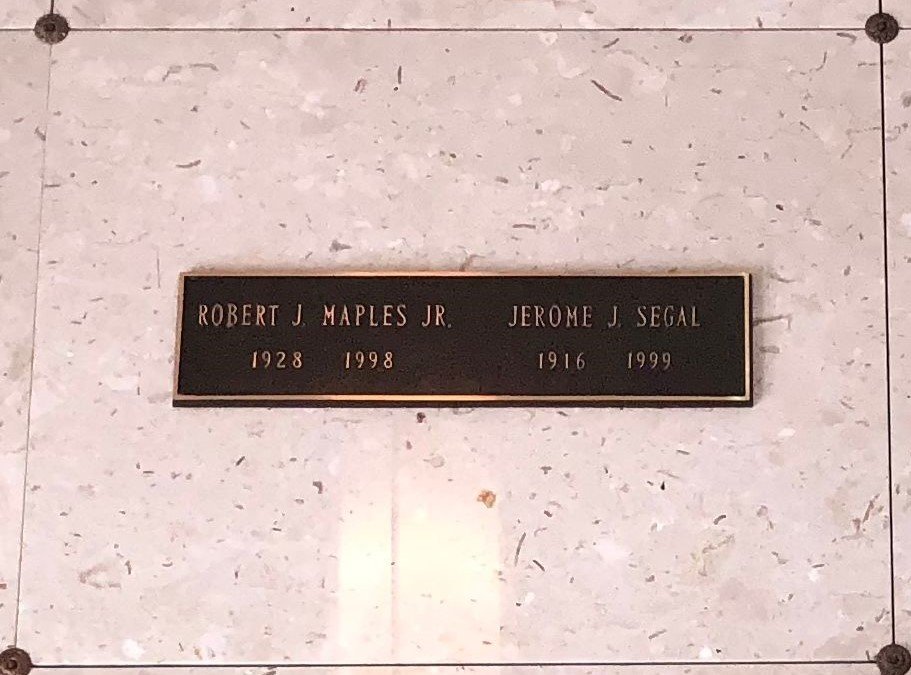 ROBERT J. MAPLES JR. JEROME J. SEGAL
1928 1998 1916 1999